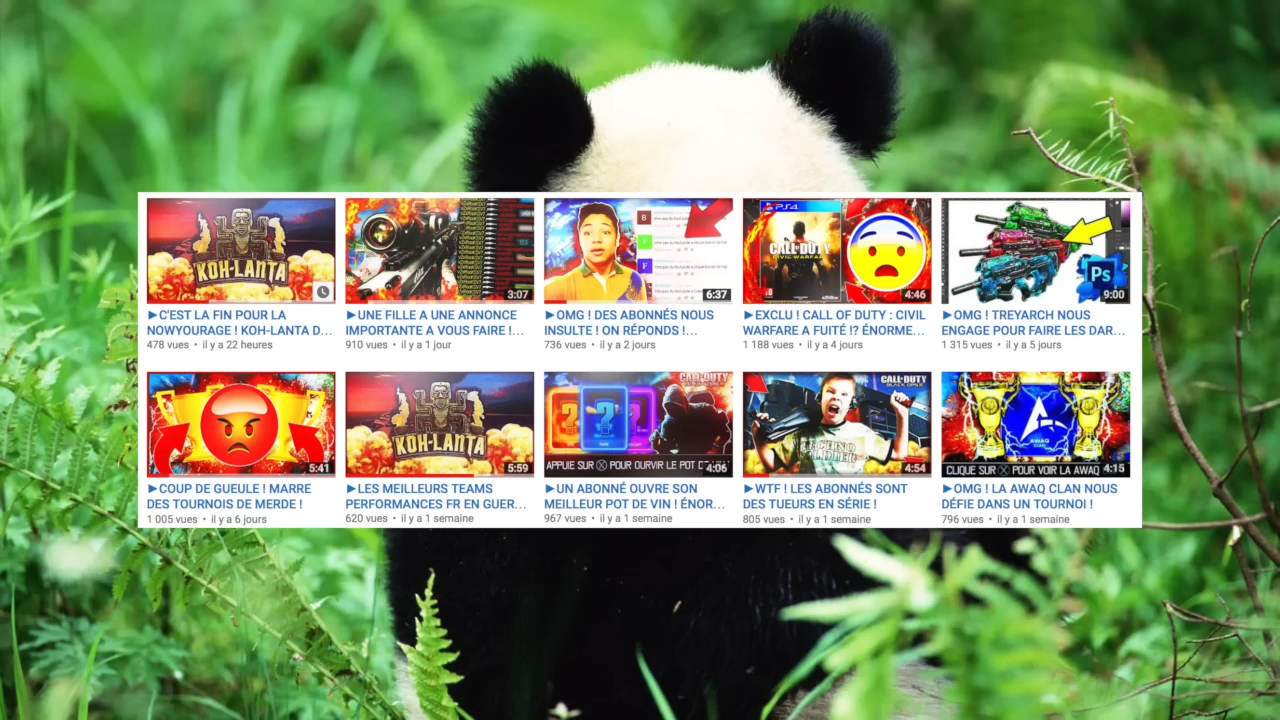 KOH-LANTA
►C'EST LA FIN POUR LA
NOWYOURAGE ! KOH-LANTA D...
478 vues • il y a 22 heures
3:07
►UNE FILLE A UNE ANNONCE
IMPORTANTE A VOUS FAIRE !...
910 vues • il y a 1 jour
B
F
6:37
►OMG ! DES ABONNÉS NOUS
INSULTE ! ON RÉPONDS !...
736 vues • il y a 2 jours
PS4
CALL OF DUTY
CIVIL WARFARE
4:46
►EXCLU ! CALL OF DUTY : CIVIL
WARFARE A FUITÉ !? ÉNORME...
1 188 vues • il y a 4 jours
Ps
9:00
►OMG ! TREYARCH NOUS
ENGAGE POUR FAIRE LES DAR...
1 315 vues • il y a 5 jours
5:41
►COUP DE GUEULE ! MARRE
DES TOURNOIS DE MERDE !
1 005 vues • il y a 6 jours
KOH-LANTA
5:59
►LES MEILLEURS TEAMS
PERFORMANCES FR EN GUER...
620 vues • il y a 1 semaine
CALL OF DUTY
APPUIE SUR Ⓧ POUR OURVIR LE POT D
4:06
►UN ABONNÉ OUVRE SON
MEILLEUR POT DE VIN ! ÉNOR...
967 vues • il y a 1 semaine
CALL OF DUTY
BLACK OPS II
4:54
►WTF ! LES ABONNÉS SONT
DES TUEURS EN SÉRIE !
805 vues • il y a 1 semaine
AWAQ
CLAN
CLIQUE SUR Ⓧ POUR VOIR LA AWAQ
4:15
►OMG ! LA AWAQ CLAN NOUS
DÉFIE DANS UN TOURNOI !
796 vues • il y a 1 semaine